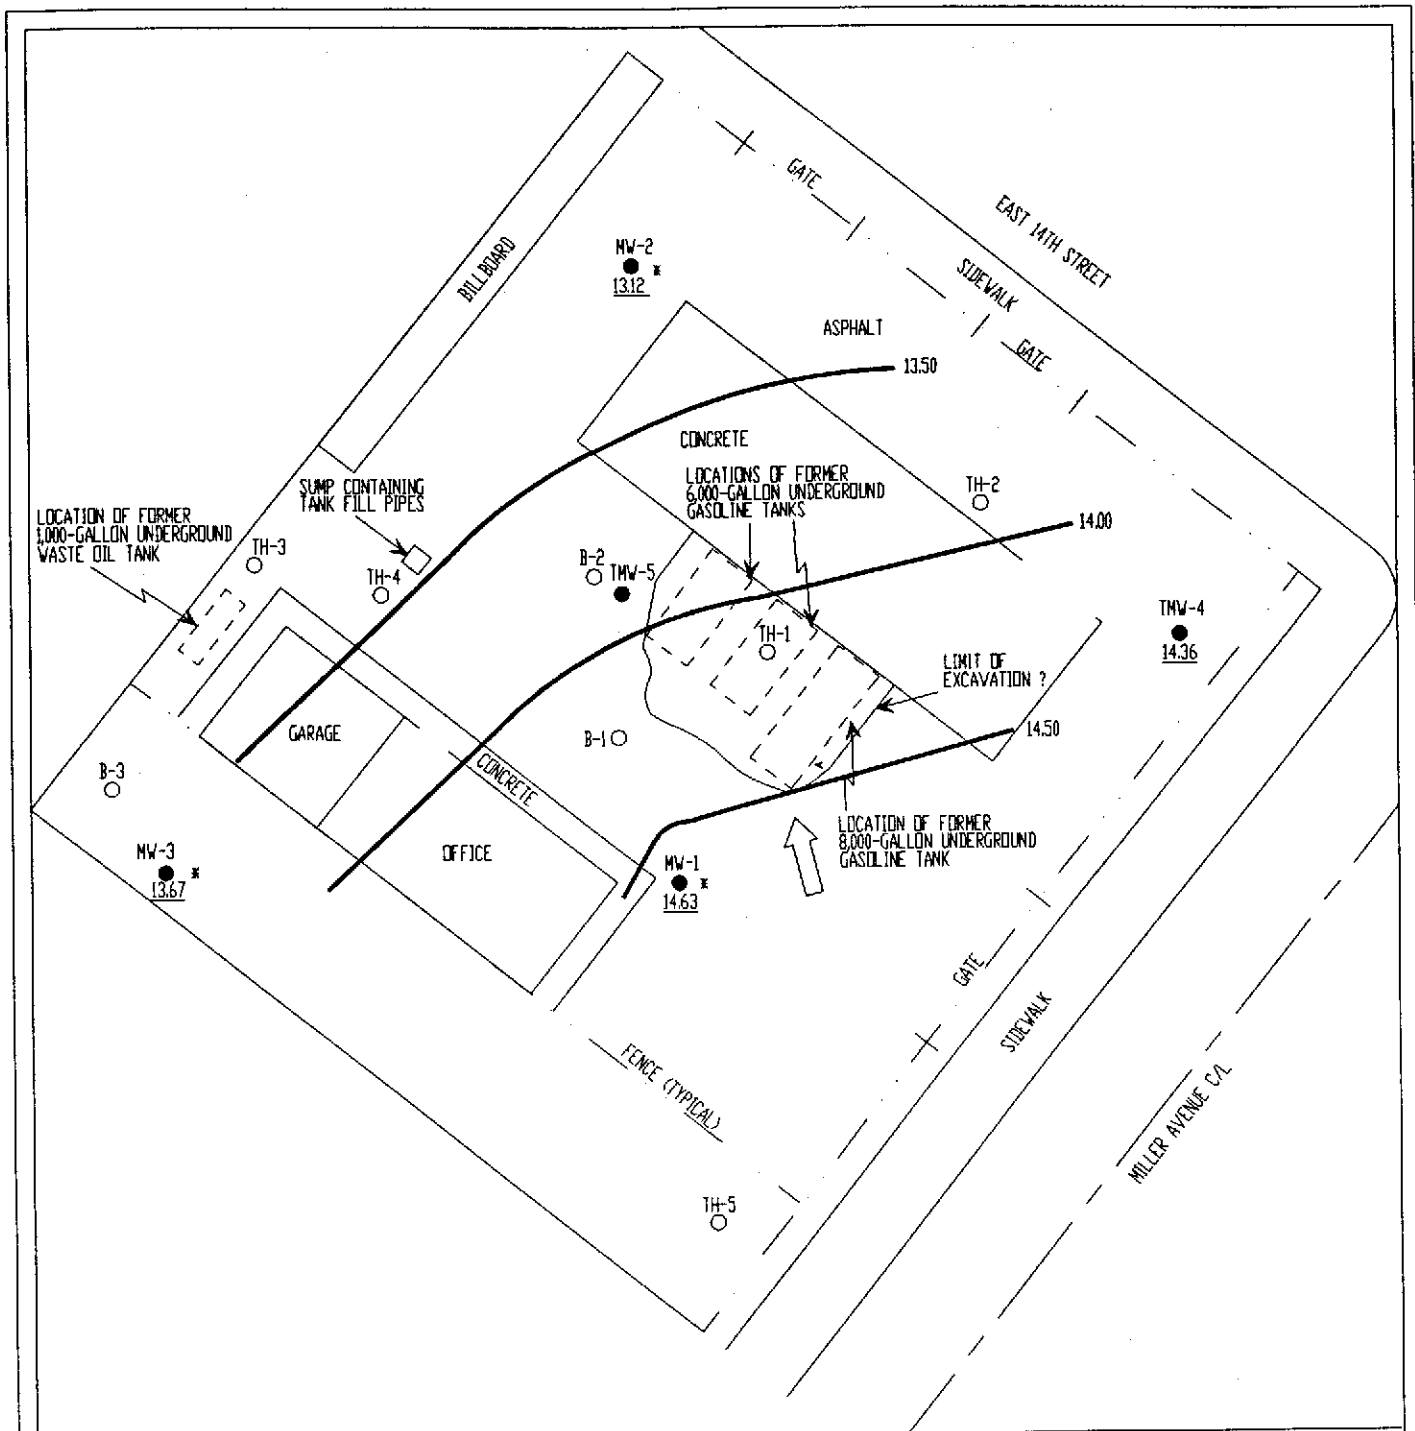 GATE
EAST 14TH STREET
SIDEWALK
MW-2
*
13.12
BILLBOARD
ASPHALT
GATE
13.50
CONCRETE
LOCATIONS OF FORMER
6,000-GALLON UNDERGROUND
GASOLINE TANKS
TH-2
SUMP CONTAINING
TANK FILL PIPES
LOCATION OF FORMER
1,000-GALLON UNDERGROUND
WASTE OIL TANK
TH-3
14.00
B-2
TMW-5
TH-4
TMW-4
14.36
TH-1
LIMIT OF
EXCAVATION ?
GARAGE
B-1
14.50
CONCRETE
B-3
LOCATION OF FORMER
8,000-GALLON UNDERGROUND
GASOLINE TANK
OFFICE
MW-3
*
13.67
MW-1
*
14.63
GATE
SIDEWALK
FENCE (TYPICAL)
MILLER AVENUE C/L
TH-5